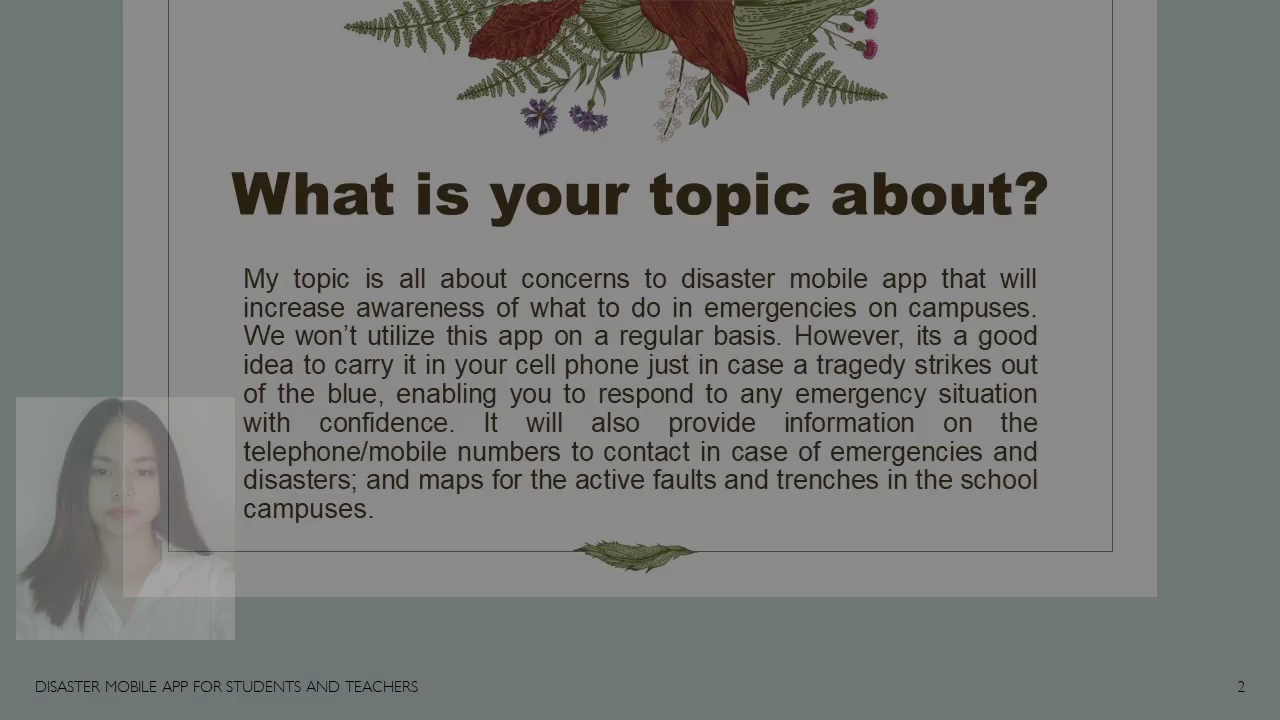 What is your topic about?
My topic is all about concerns to disaster mobile app that will
increase awareness of what to do in emergencies on campuses.
We won’t utilize this app on a regular basis. However, its a good
idea to carry it in your cell phone just in case a tragedy strikes out
of the blue, enabling you to respond to any emergency situation
with confidence. It will also provide information on the
telephone/mobile numbers to contact in case of emergencies and
disasters; and maps for the active faults and trenches in the school
campuses.
DISASTER MOBILE APP FOR STUDENTS AND TEACHERS
2